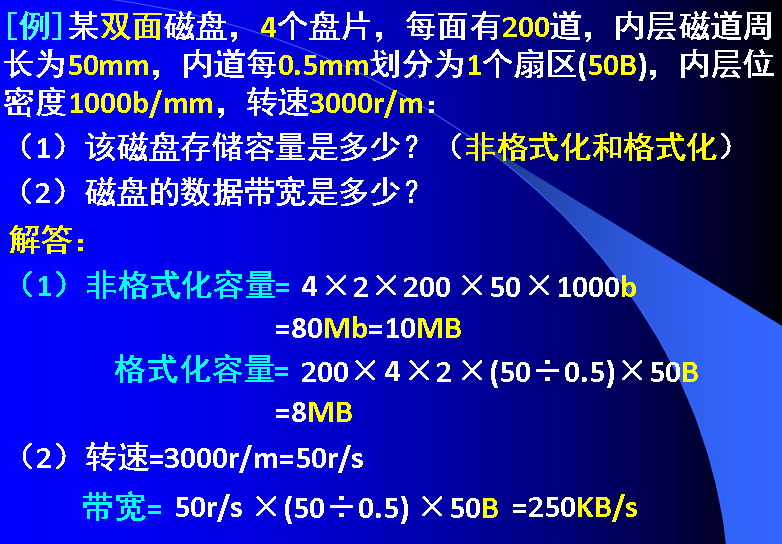 [例]某双面磁盘，4个盘片，每面有200道，内层磁道周
长为50mm，内道每0.5mm划分为1个扇区(50B)，内层位
密度1000b/mm，转速3000r/m：
（1）该磁盘存储容量是多少？（非格式化和格式化）
（2）磁盘的数据带宽是多少？
解答：
（1）非格式化容量= 4×2×200 ×50×1000b
=80Mb=10MB
格式化容量= 200×4×2×(50÷0.5)×50B
=8MB
（2）转速=3000r/m=50r/s
带宽= 50r/s ×(50÷0.5) ×50B =250KB/s